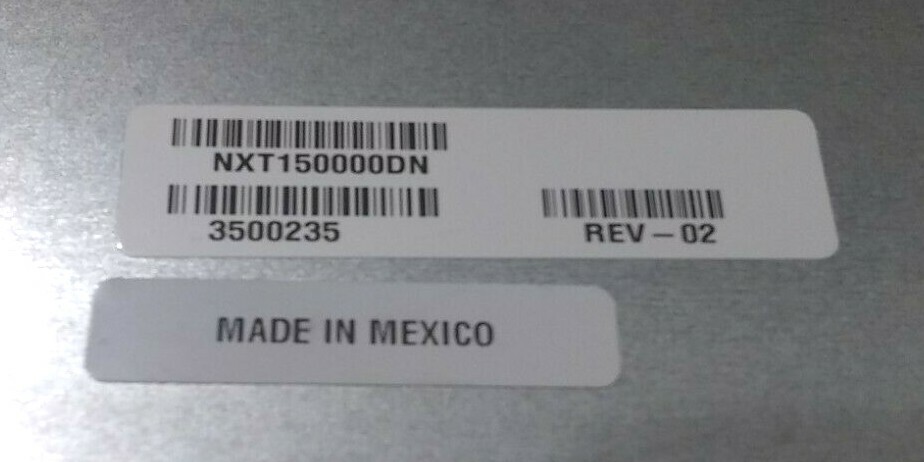 NXT150000DN
3500235
REV-02
MADE IN MEXICO